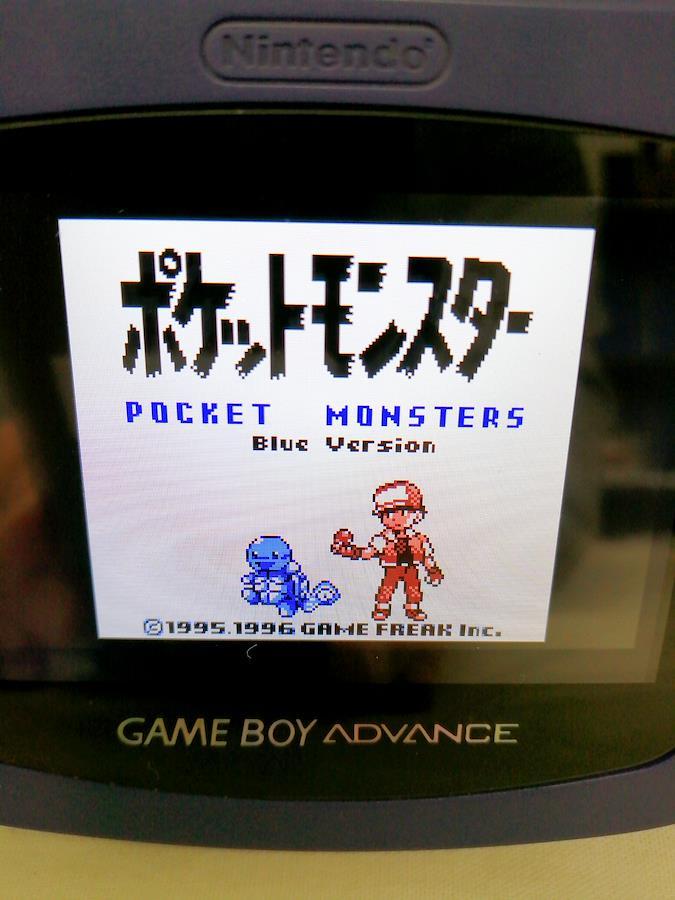 Nintendo
ポケットモンスター
POCKET MONSTERS
Blue Version
©1995.1996 GAME FREAK Inc.
GAME BOY ADVANCE